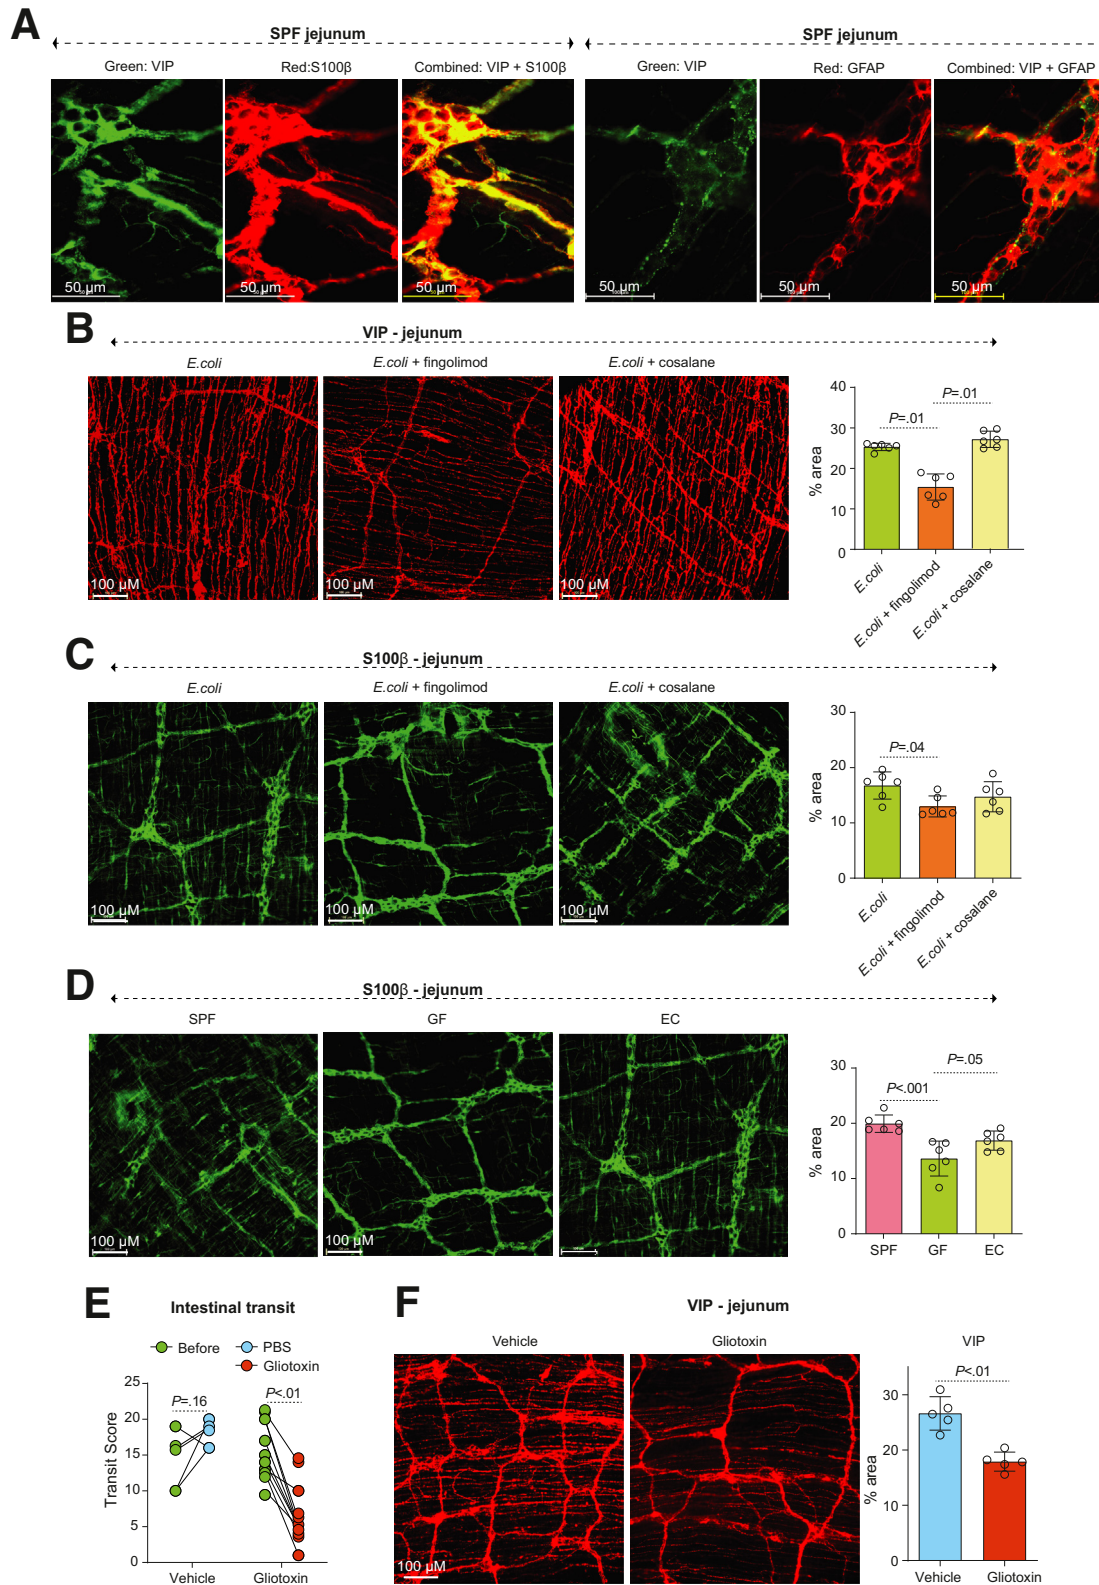 A
SPF jejunum
SPF jejunum
Green: VIP
Red:S100β
Combined: VIP + S100β
Green: VIP
Red: GFAP
Combined: VIP + GFAP
50 µm
50 µm
50 µm
50 µm
50 µm
50 µm
B
VIP - jejunum
E.coli
E.coli + fingolimod
E.coli + cosalane
100 µM
100 µM
100 µM
% area
40
30
20
10
0
P=.01
P=.01
E.coli
E.coli + fingolimod
E.coli + cosalane
C
S100β - jejunum
E.coli
E.coli + fingolimod
E.coli + cosalane
100 µM
100 µM
100 µM
% area
30
20
10
0
P=.04
E.coli
E.coli + fingolimod
E.coli + cosalane
D
S100β - jejunum
SPF
GF
EC
100 µM
100 µM
% area
30
20
10
0
P<.001
P=.05
SPF
GF
EC
E
Intestinal transit
Before
PBS
Gliotoxin
Transit Score
25
20
15
10
5
0
P=.16
P<.01
Vehicle
Gliotoxin
F
VIP - jejunum
Vehicle
Gliotoxin
100 µM
VIP
% area
30
20
10
0
P<.01
Vehicle
Gliotoxin